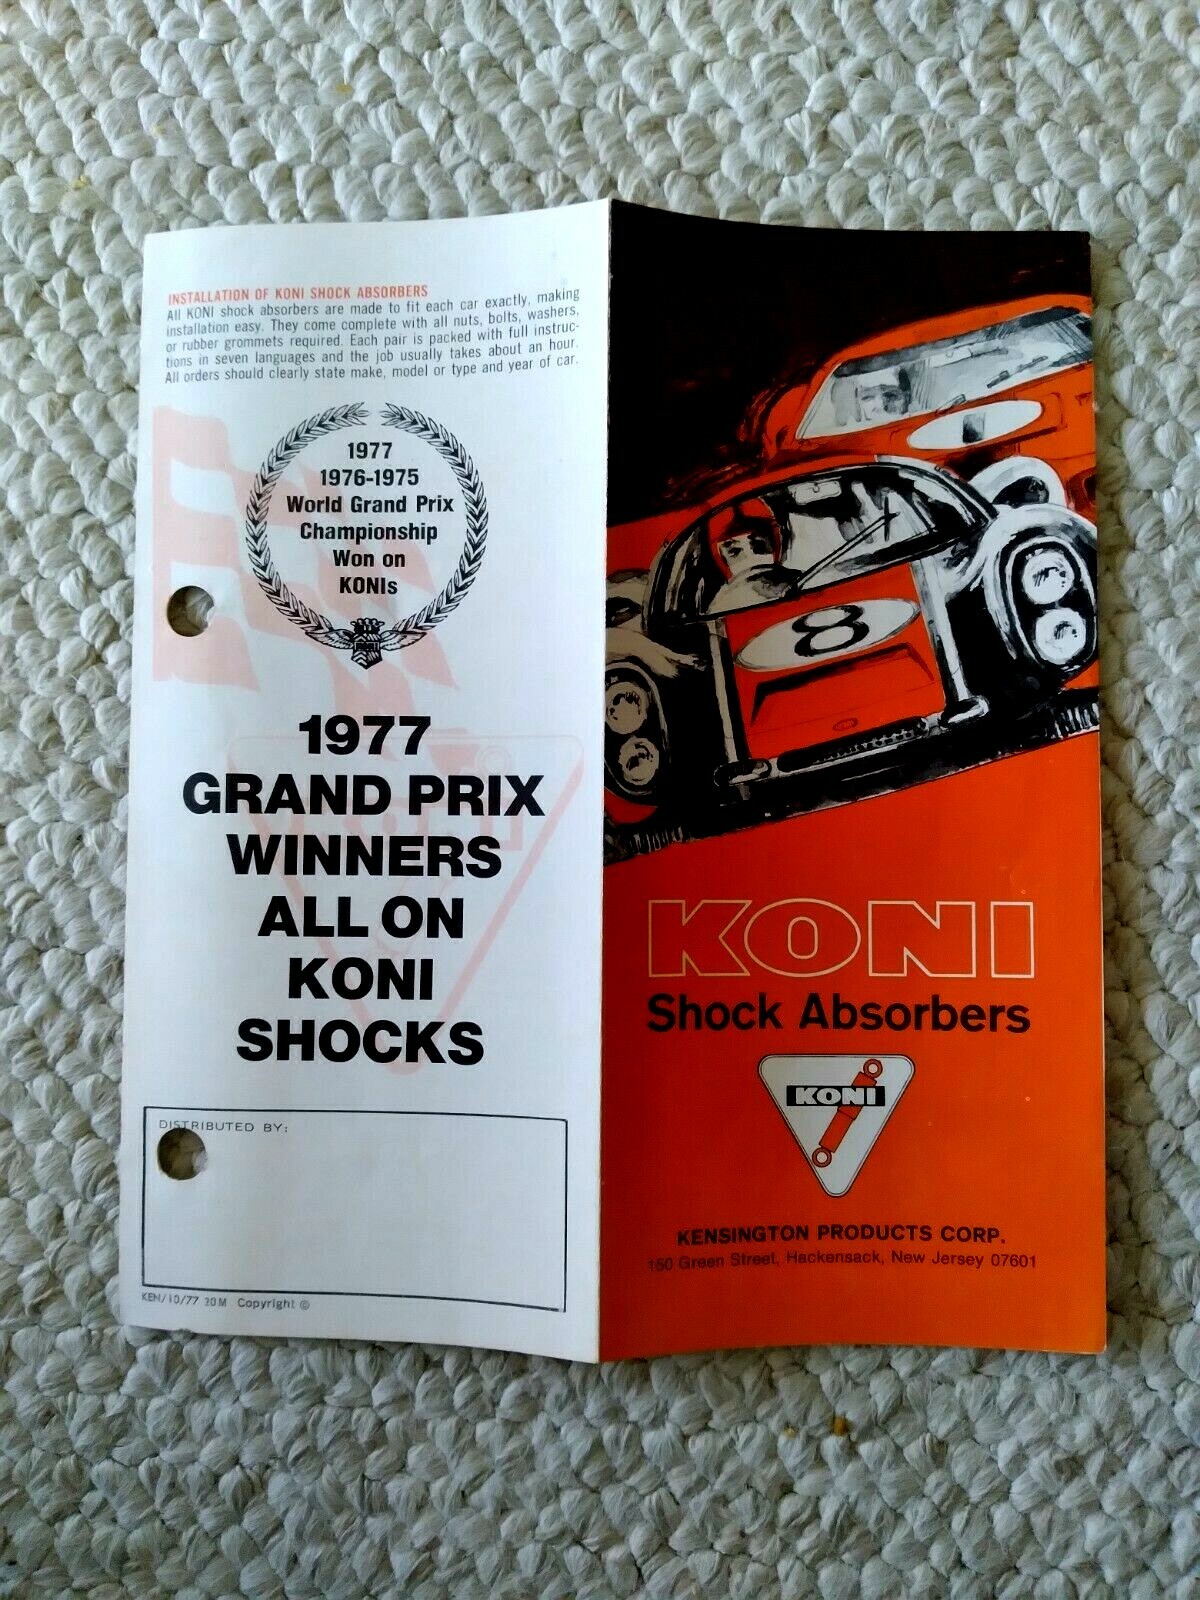 INSTALLATION OF KONI SHOCK ABSORBERS
All KONI shock absorbers are made to fit each car exactly, making
installation easy. They come complete with all nuts, bolts, washers,
or rubber grommets required. Each pair is packed with full instruc-
tions in seven languages and the job usually takes about an hour.
All orders should clearly state make, model or type and year of car.
1977
1976-1975
World Grand Prix
Championship
Won on
KONIs
1977
GRAND PRIX
WINNERS
ALL ON
KONI
SHOCKS
DISTRIBUTED BY:
KEN/10/77 20M Copyright ©
8
KONI
Shock Absorbers
KONI
KENSINGTON PRODUCTS CORP.
150 Green Street, Hackensack, New Jersey 07601